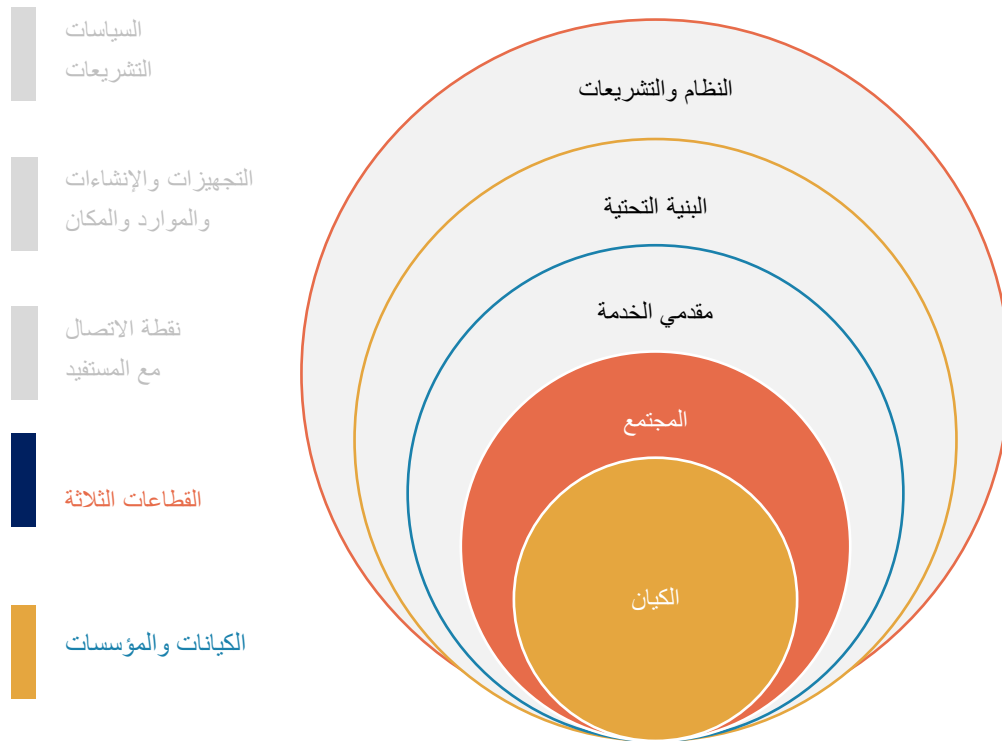 السياسات
التشريعات
التجهيزات والإنشاءات
والموارد والمكان
نقطة الاتصال
مع المستفيد
القطاعات الثلاثة
الكيانات والمؤسسات
النظام والتشريعات
البنية التحتية
مقدمي الخدمة
المجتمع
الكيان